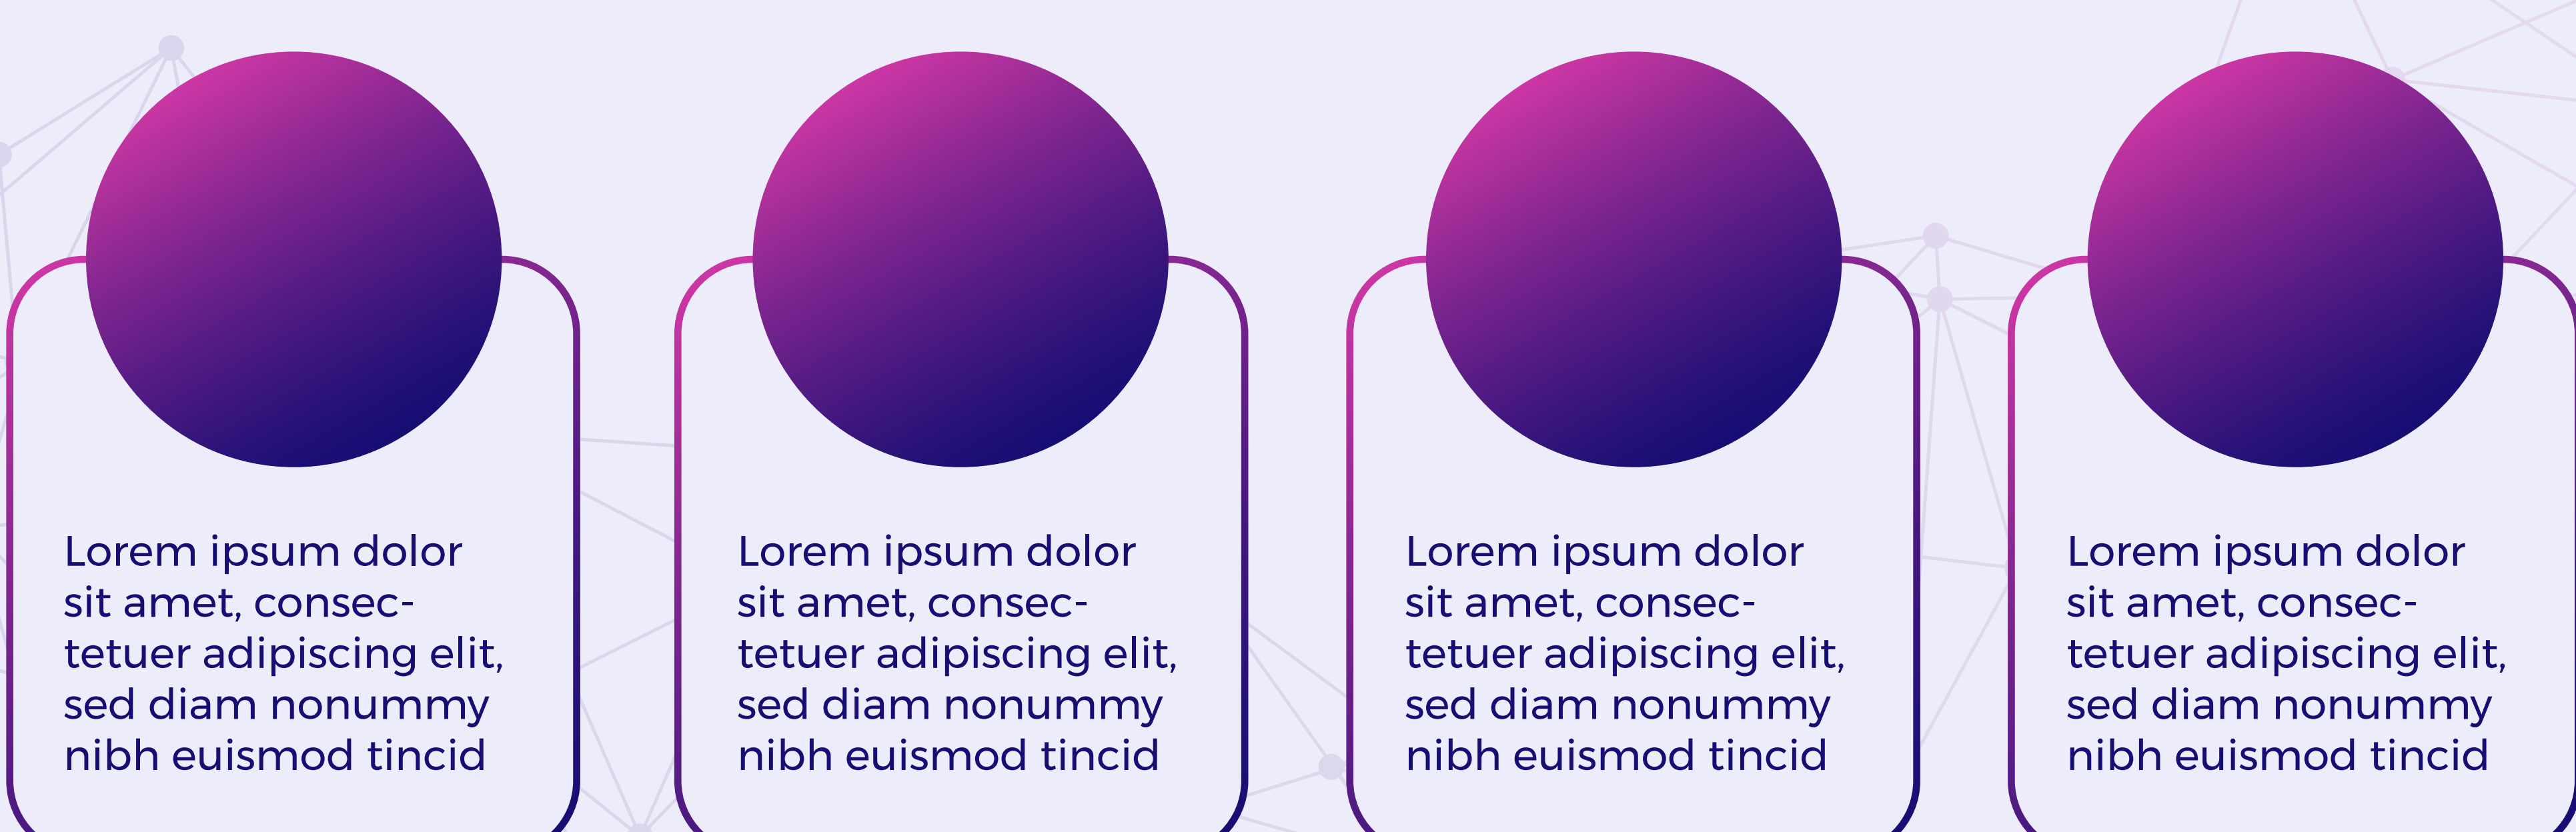 Lorem ipsum dolor
sit amet, consec-
tetuer adipiscing elit,
sed diam nonummy
nibh euismod tincid
Lorem ipsum dolor
sit amet, consec-
tetuer adipiscing elit,
sed diam nonummy
nibh euismod tincid
Lorem ipsum dolor
sit amet, consec-
tetuer adipiscing elit,
sed diam nonummy
nibh euismod tincid
Lorem ipsum dolor
sit amet, consec-
tetuer adipiscing elit,
sed diam nonummy
nibh euismod tincid